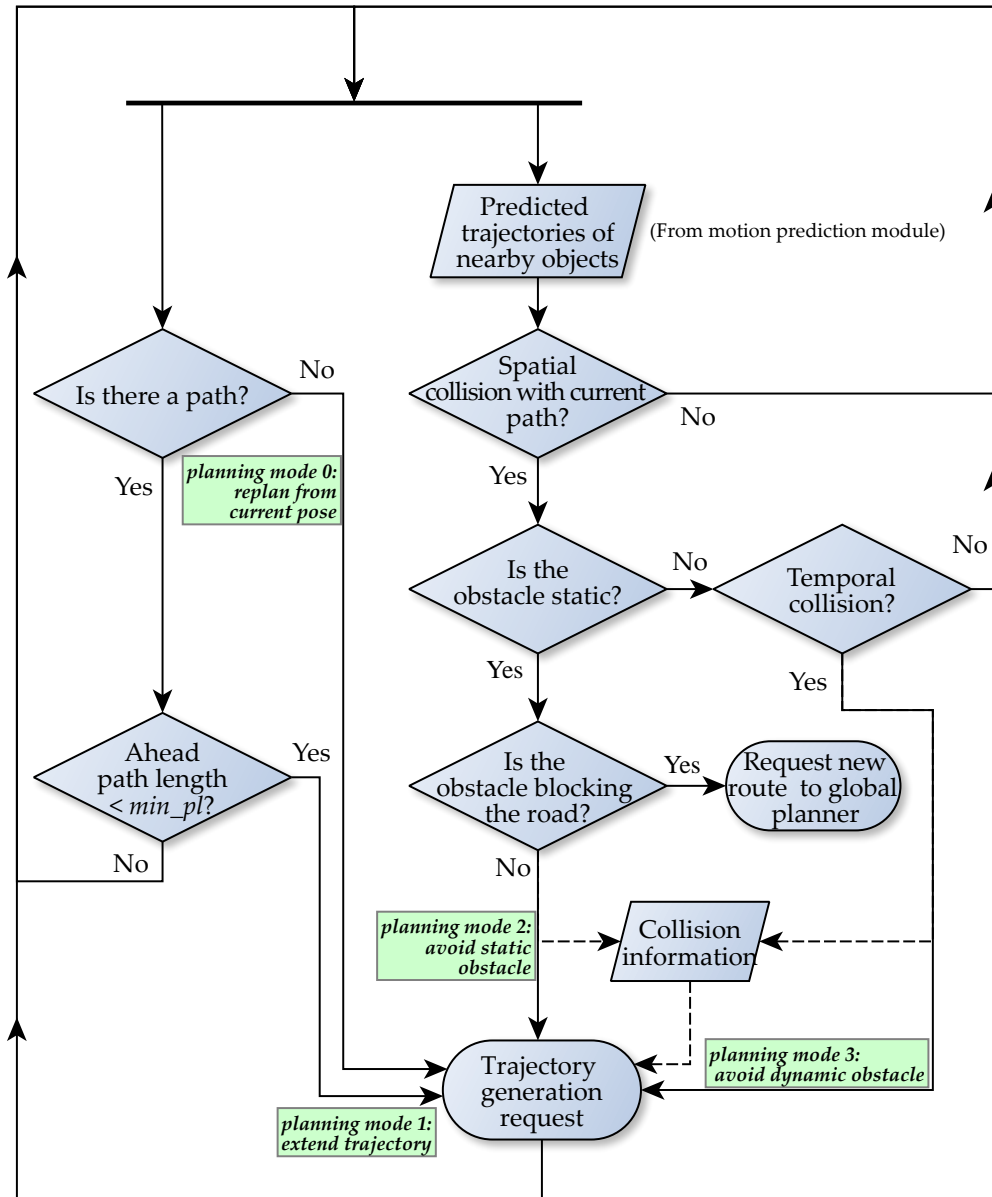 Predicted
trajectories of
nearby objects
(From motion prediction module)
Is there a path?
No
Spatial
collision with current
path?
No
Yes
planning mode 0:
replan from
current pose
Yes
Is the
obstacle static?
No
Temporal
collision?
No
Yes
Yes
Ahead
path length
< min_pl?
Yes
No
Is the
obstacle blocking
the road?
Yes
Request new
route to global
planner
No
planning mode 2:
avoid static
obstacle
Collision
information
planning mode 3:
avoid dynamic obstacle
Trajectory
generation
request
planning mode 1:
extend trajectory